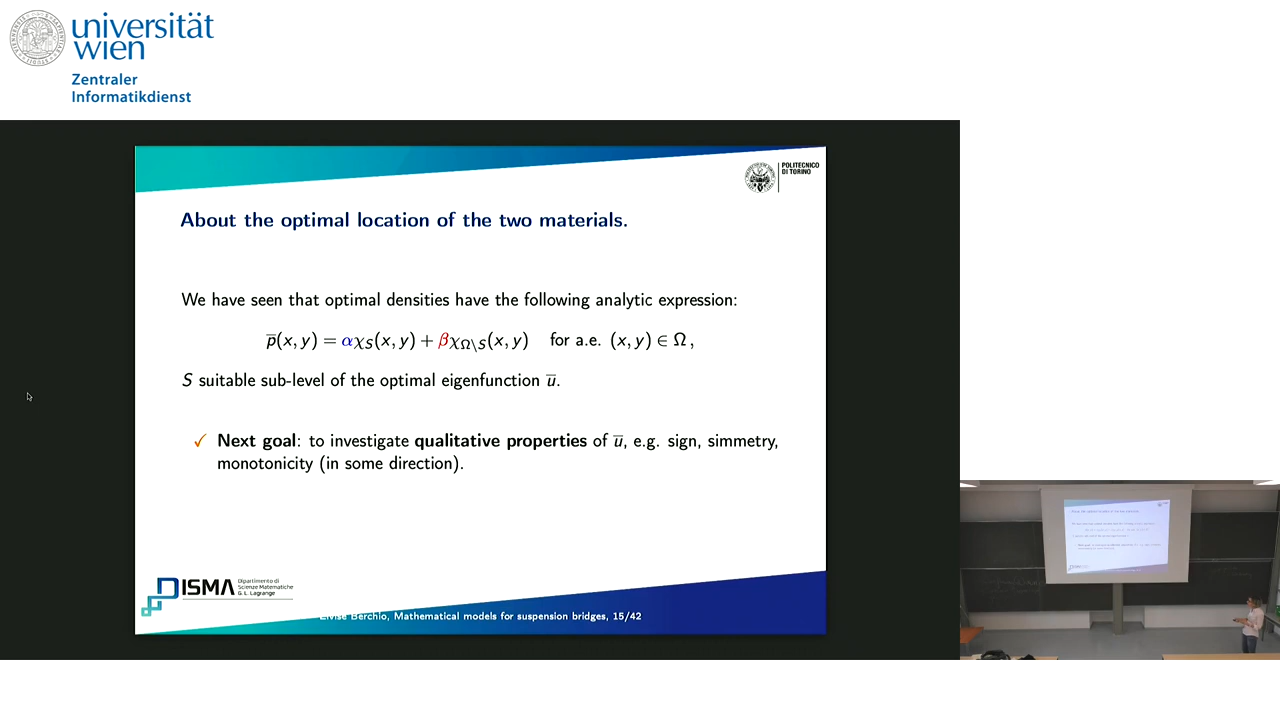 universität
wien
Zentraler
Informatikdienst
POLITECNICO
DI TORINO
About the optimal location of the two materials.
We have seen that optimal densities have the following analytic expression:
p̅(x, y) = αχ_S(x, y) + βχ_{Ω\S}(x, y) for a.e. (x, y) ∈ Ω ,
S suitable sub-level of the optimal eigenfunction u̅.
✓ Next goal: to investigate qualitative properties of u̅, e.g. sign, simmetry,
monotonicity (in some direction).
DISMA
Dipartimento di
Scienze Matematiche
G. L. Lagrange
Elvise Berchio, Mathematical models for suspension bridges, 15/42